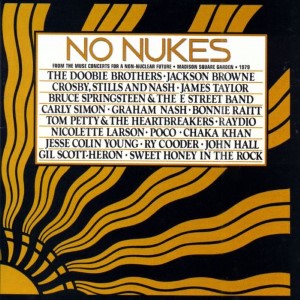 NO NUKES
FROM THE MUSE CONCERTS FOR A NON-NUCLEAR FUTURE • MADISON SQUARE GARDEN • 1979
THE DOOBIE BROTHERS • JACKSON BROWNE
CROSBY, STILLS AND NASH • JAMES TAYLOR
BRUCE SPRINGSTEEN & THE E STREET BAND
CARLY SIMON • GRAHAM NASH • BONNIE RAITT
TOM PETTY & THE HEARTBREAKERS • RAYDIO
NICOLETTE LARSON • POCO • CHAKA KHAN
JESSE COLIN YOUNG • RY COODER • JOHN HALL
GIL SCOTT-HERON • SWEET HONEY IN THE ROCK